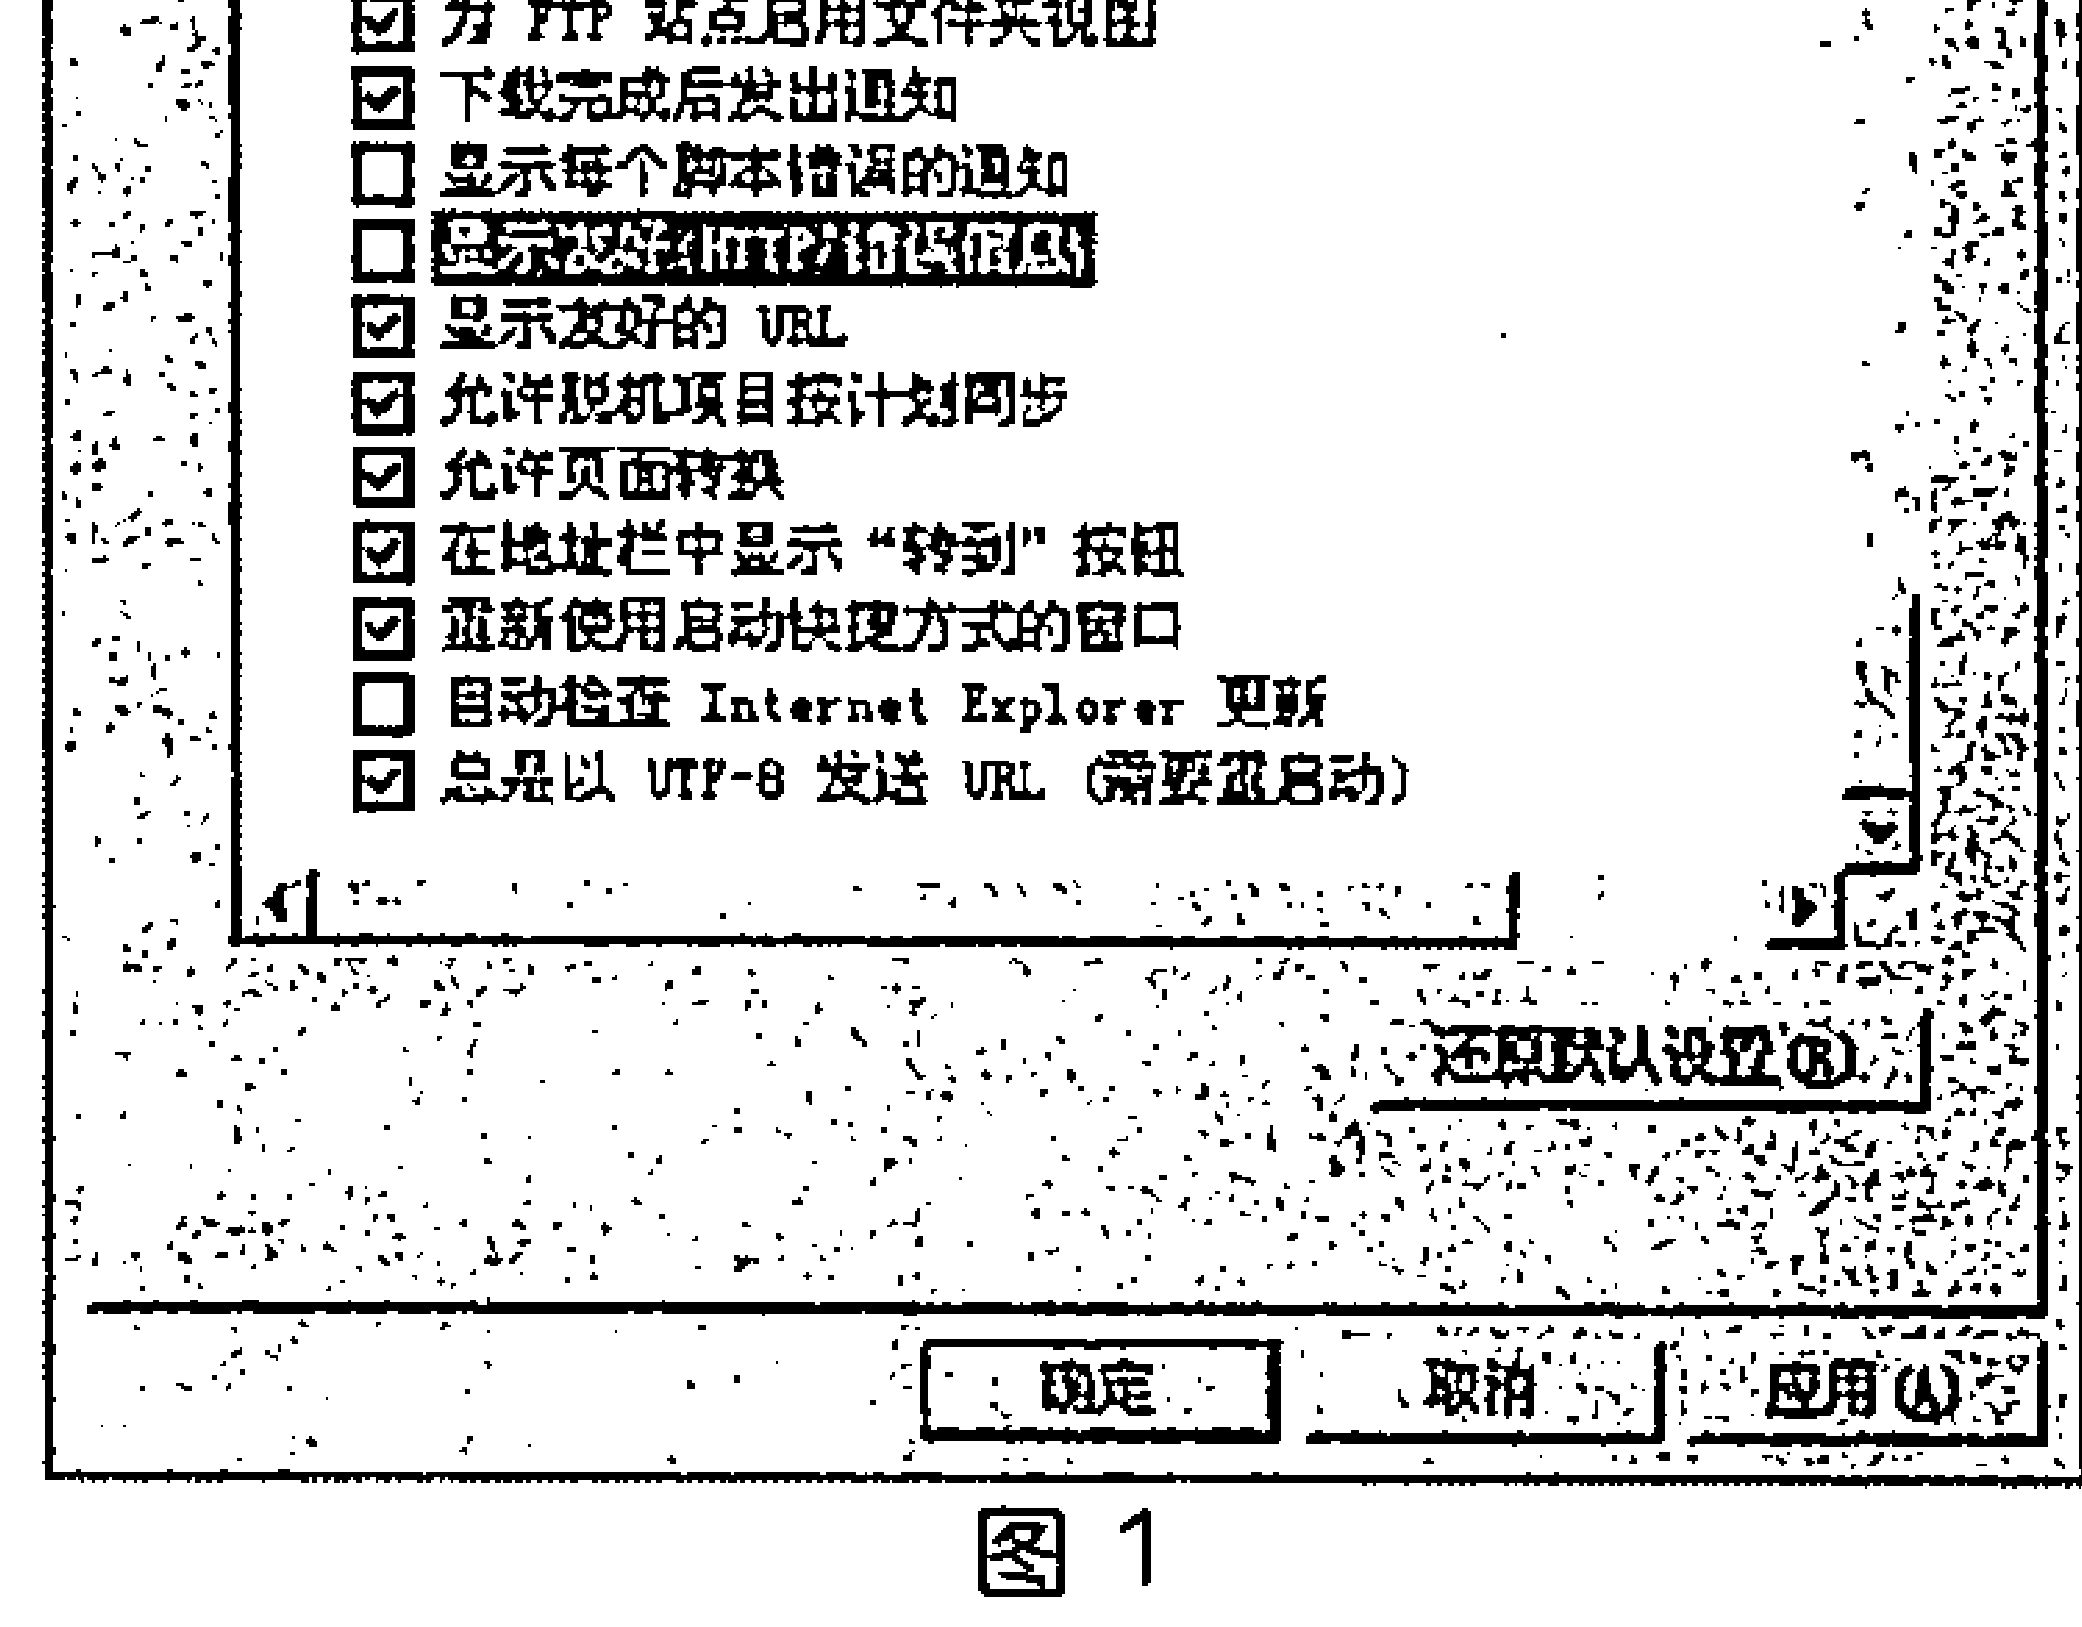 为 FTP 站点启用文件夹视图
下载完成后发出通知
显示每个脚本错误的通知
显示友好 HTTP 错误信息
显示友好的 URL
允许脱机项目按计划同步
允许页面转换
在地址栏中显示“转到”按钮
重新使用启动快捷方式的窗口
自动检查 Internet Explorer 更新
总是以 UTF-8 发送 URL (需要重启动)
还原默认设置(R)
确定 取消 应用(A)
图 1